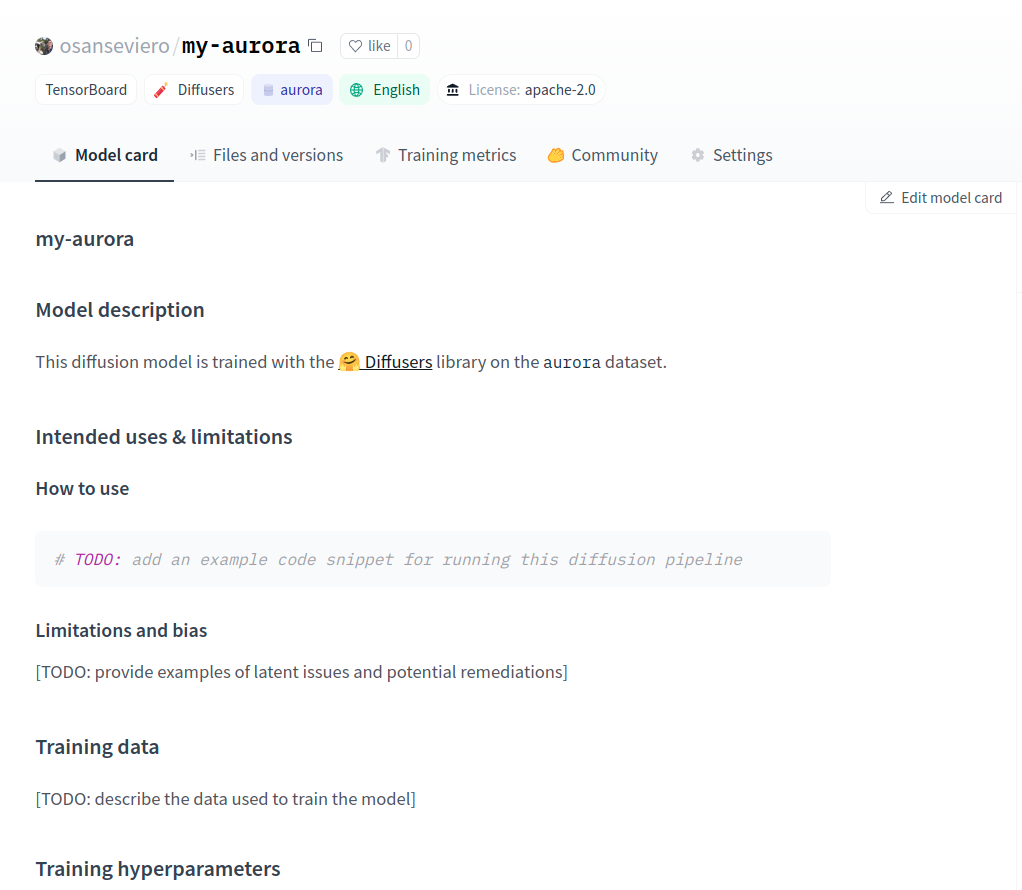 osanseviero/my-aurora like 0
TensorBoard Diffusers aurora English License: apache-2.0
Model card Files and versions Training metrics Community Settings
Edit model card
my-aurora
Model description
This diffusion model is trained with the 🤗 Diffusers library on the aurora dataset.
Intended uses & limitations
How to use
# TODO: add an example code snippet for running this diffusion pipeline
Limitations and bias
[TODO: provide examples of latent issues and potential remediations]
Training data
[TODO: describe the data used to train the model]
Training hyperparameters